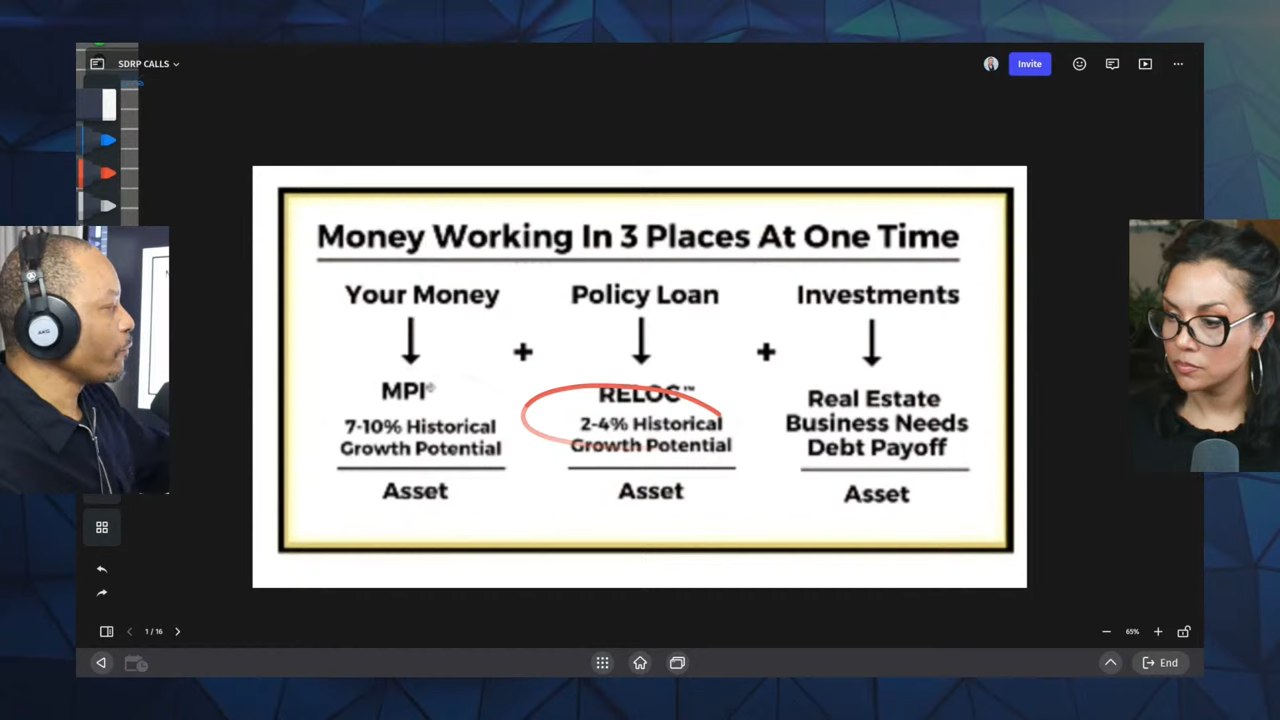 SDRP CALLS
Invite
Money Working In 3 Places At One Time
Your Money
Policy Loan
Investments
+
+
MPI®
7-10% Historical
Growth Potential
Asset
RELOC™
2-4% Historical
Growth Potential
Asset
Real Estate
Business Needs
Debt Payoff
Asset
AKG
1 / 16
65%
End